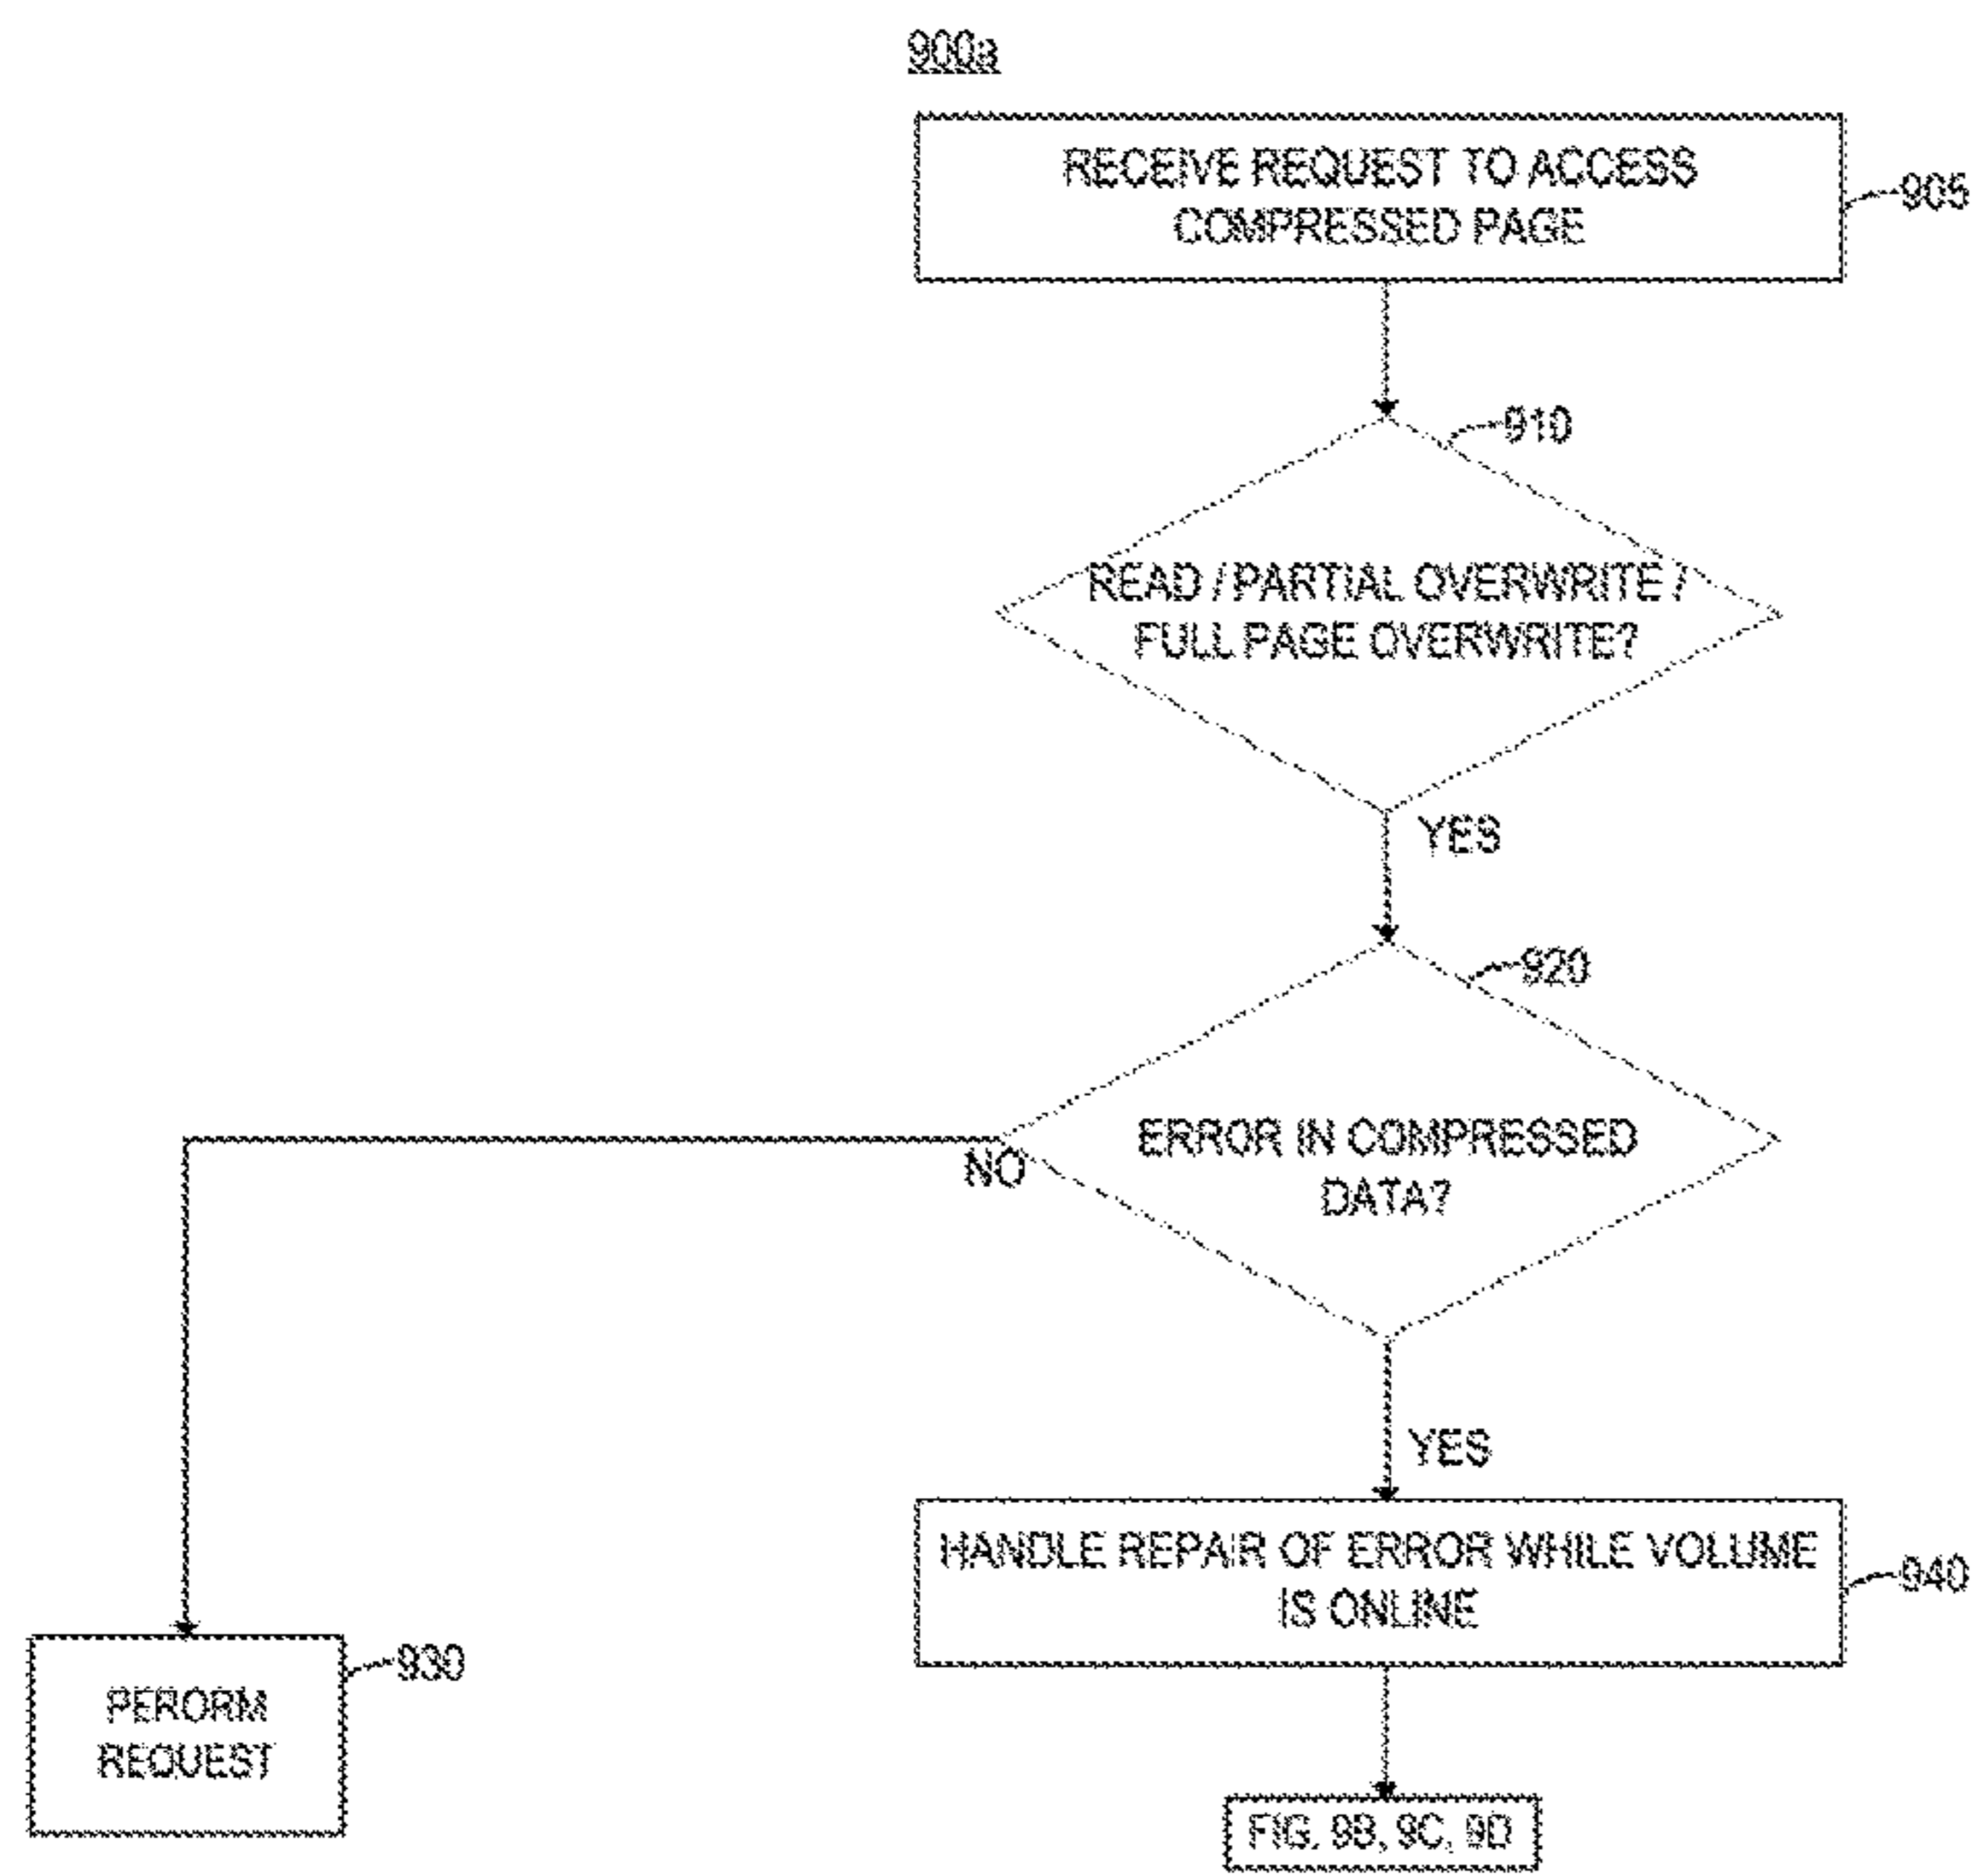 900a
RECEIVE REQUEST TO ACCESS
COMPRESSED PAGE
905
910
READ / PARTIAL OVERWRITE /
FULL PAGE OVERWRITE?
YES
920
ERROR IN COMPRESSED
DATA?
NO
YES
HANDLE REPAIR OF ERROR WHILE VOLUME
IS ONLINE
940
930
PERORM
REQUEST
FIG. 9B, 9C, 9D